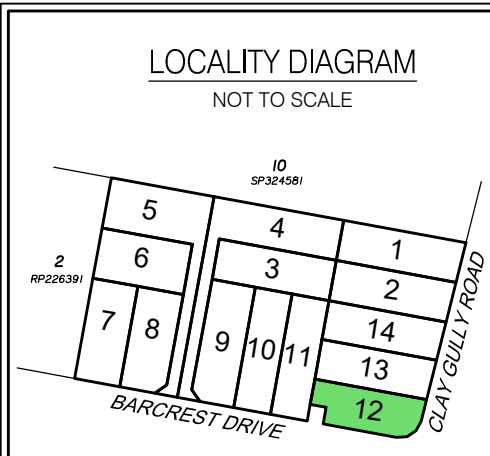 LOCALITY DIAGRAM
NOT TO SCALE
10
SP324581
5
4
1
2
RP226391
6
3
2
14
7
8
9
10
11
13
12
BARCREST DRIVE
CLAY GULLY ROAD